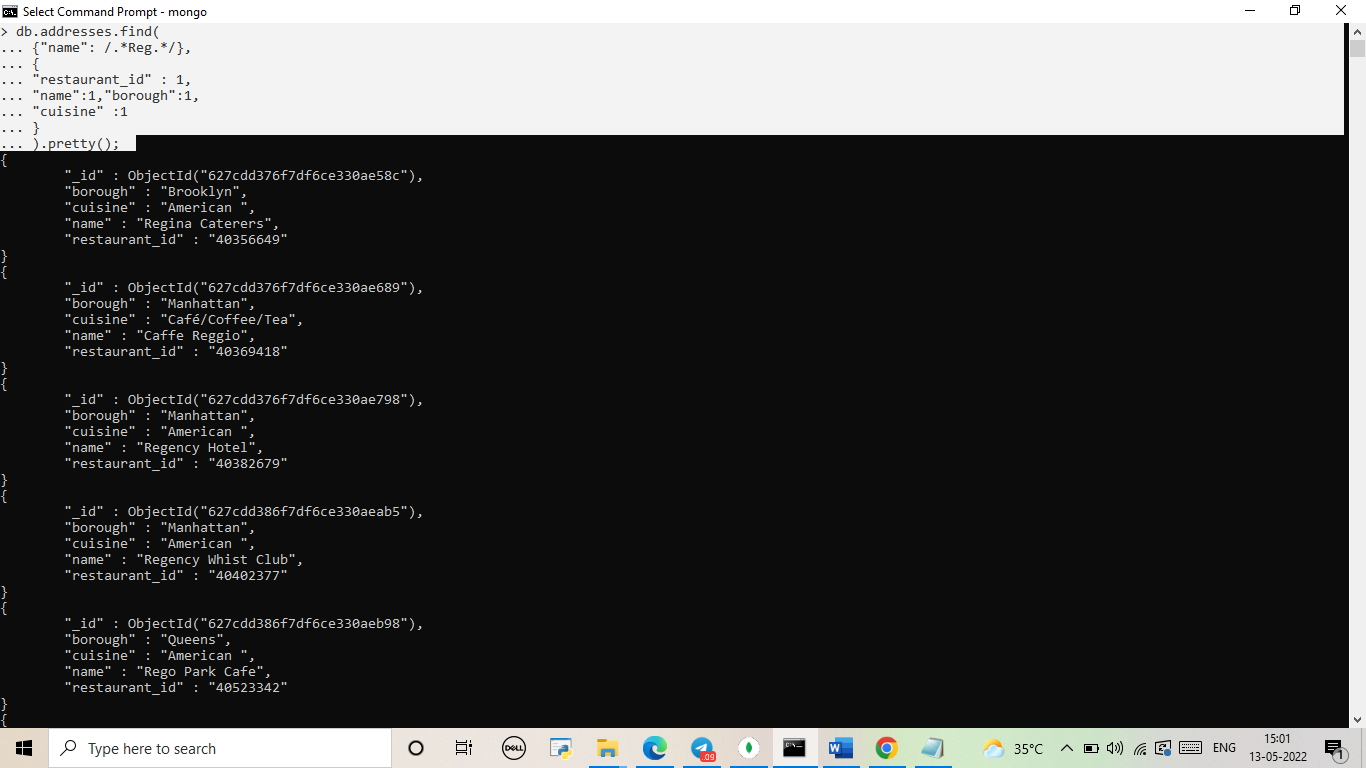 Select Command Prompt - mongo
> db.addresses.find(
... {"name": /.*Reg.*/},
... {
... "restaurant_id" : 1,
... "name":1,"borough":1,
... "cuisine" :1
... }
... ).pretty();
{
"_id" : ObjectId("627cdd376f7df6ce330ae58c"),
"borough" : "Brooklyn",
"cuisine" : "American ",
"name" : "Regina Caterers",
"restaurant_id" : "40356649"
}
{
"_id" : ObjectId("627cdd376f7df6ce330ae689"),
"borough" : "Manhattan",
"cuisine" : "Café/Coffee/Tea",
"name" : "Caffe Reggio",
"restaurant_id" : "40369418"
}
{
"_id" : ObjectId("627cdd376f7df6ce330ae798"),
"borough" : "Manhattan",
"cuisine" : "American ",
"name" : "Regency Hotel",
"restaurant_id" : "40382679"
}
{
"_id" : ObjectId("627cdd386f7df6ce330aeab5"),
"borough" : "Manhattan",
"cuisine" : "American ",
"name" : "Regency Whist Club",
"restaurant_id" : "40402377"
}
{
"_id" : ObjectId("627cdd386f7df6ce330aeb98"),
"borough" : "Queens",
"cuisine" : "American ",
"name" : "Rego Park Cafe",
"restaurant_id" : "40523342"
}
{
Type here to search
DELL
.09
35°C
ENG
15:01
13-05-2022
1